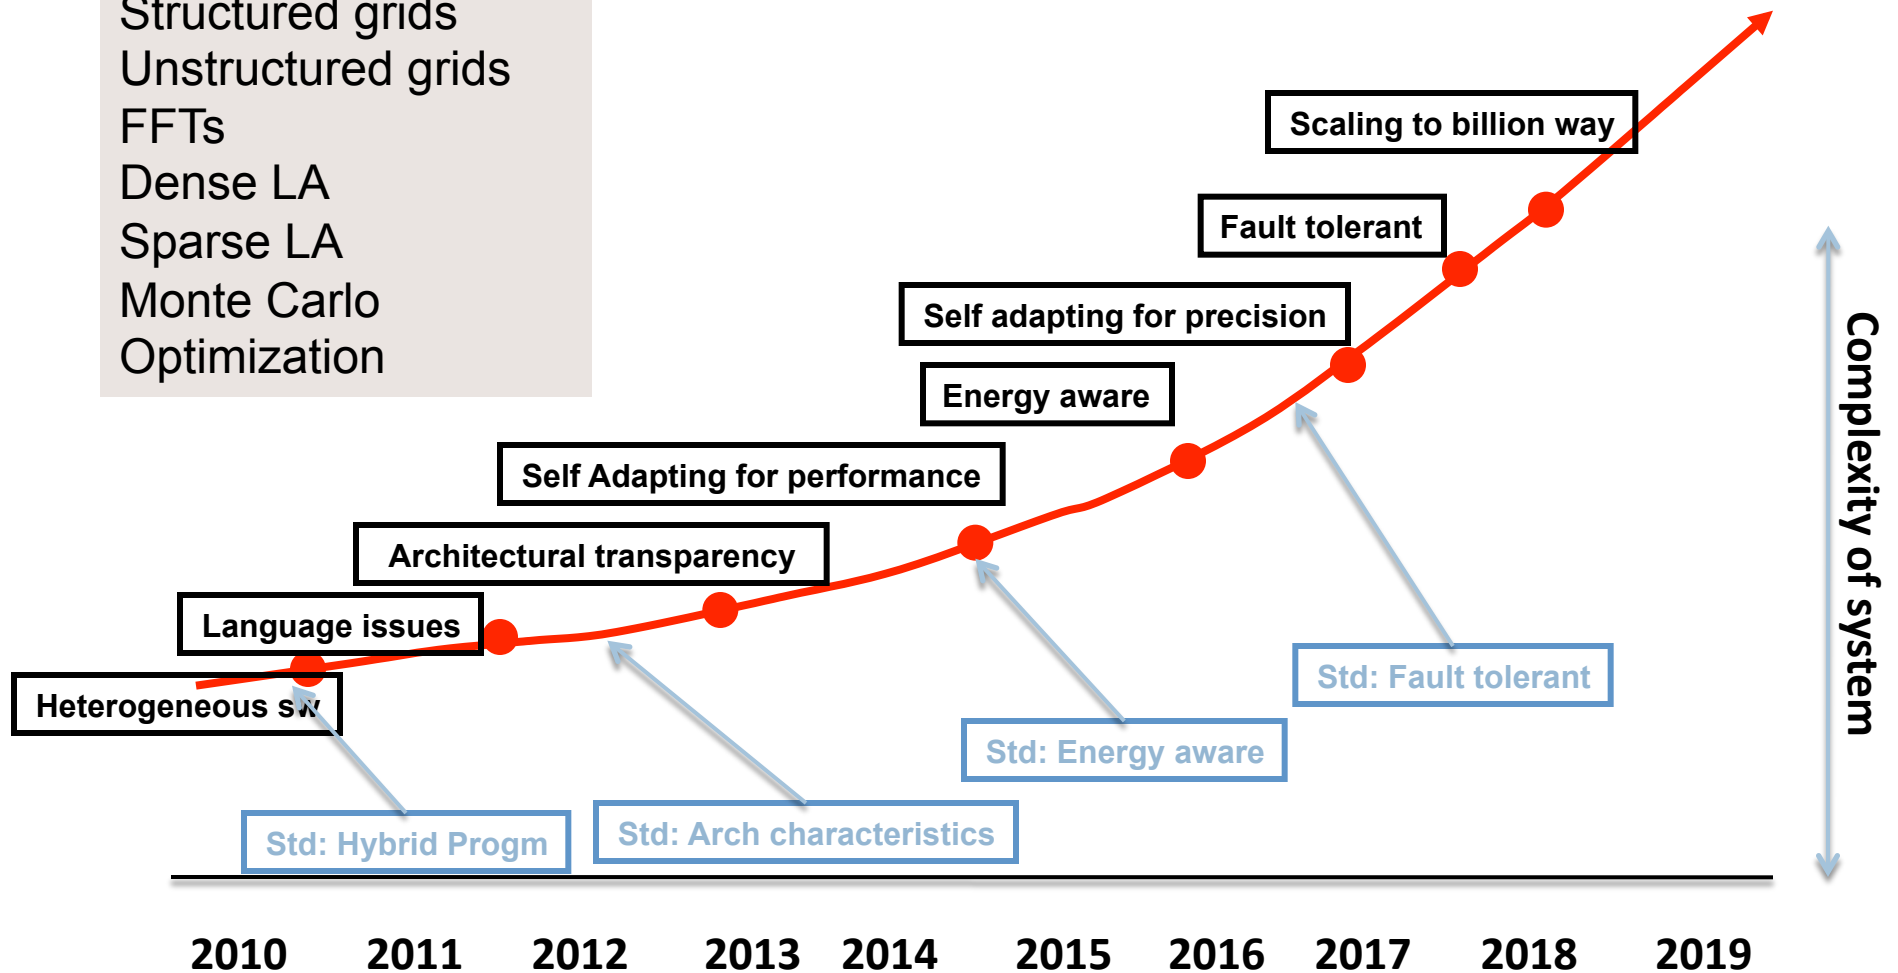 Structured grids
Unstructured grids
FFTs
Dense LA
Sparse LA
Monte Carlo
Optimization
Scaling to billion way
Fault tolerant
Self adapting for precision
Energy aware
Self Adapting for performance
Architectural transparency
Language issues
Heterogeneous sw
Std: Fault tolerant
Std: Energy aware
Std: Arch characteristics
Std: Hybrid Progm
Complexity of system
2010 2011 2012 2013 2014 2015 2016 2017 2018 2019